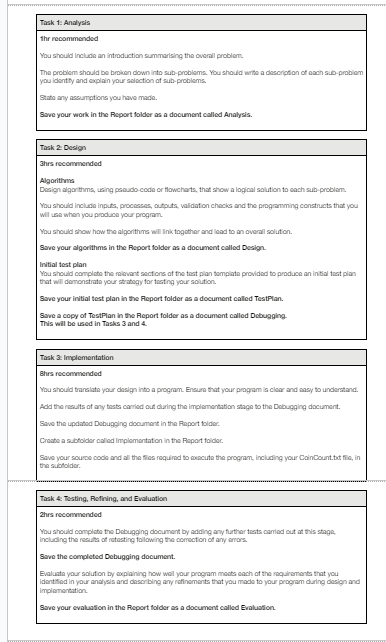 Task 1: Analysis
1hr recommended
You should include an introduction summarising the overall problem.
The problem should be broken down into sub-problems. You should write a description of each sub-problem
you identify and explain your selection of sub-problems.
State any assumptions you have made.
Save your work in the Report folder as a document called Analysis.
Task 2: Design
3hrs recommended
Algorithms
Design algorithms, using pseudo-code or flowcharts, that show a logical solution to each sub-problem.
You should include inputs, processes, outputs, validation checks and the programming constructs that you
will use when you produce your program.
You should show how the algorithms will link together and lead to an overall solution.
Save your algorithms in the Report folder as a document called Design.
Initial test plan
You should complete the relevant sections of the test plan template provided to produce an initial test plan
that will demonstrate your strategy for testing your solution.
Save your initial test plan in the Report folder as a document called TestPlan.
Save a copy of TestPlan in the Report folder as a document called Debugging.
This will be used in Tasks 3 and 4.
Task 3: Implementation
8hrs recommended
You should translate your design into a program. Ensure that your program is clear and easy to understand.
Add the results of any tests carried out during the implementation stage to the Debugging document.
Save the updated Debugging document in the Report folder.
Create a subfolder called Implementation in the Report folder.
Save your source code and all the files required to execute the program, including your CoinCount.txt file, in
the subfolder.
Task 4: Testing, Refining, and Evaluation
2hrs recommended
You should complete the Debugging document by adding any further tests carried out at this stage,
including the results of retesting following the correction of any errors.
Save the completed Debugging document.
Evaluate your solution by explaining how well your program meets each of the requirements that you
identified in your analysis and describing any refinements that you made to your program during design and
implementation.
Save your evaluation in the Report folder as a document called Evaluation.